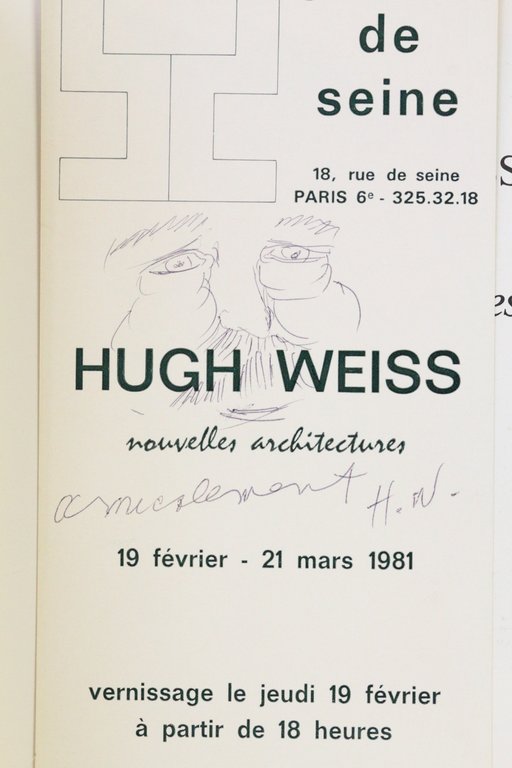 de
seine
18, rue de seine
PARIS 6e - 325.32.18
HUGH WEISS
nouvelles architectures
amicalement H.W.
19 février - 21 mars 1981
vernissage le jeudi 19 février
à partir de 18 heures